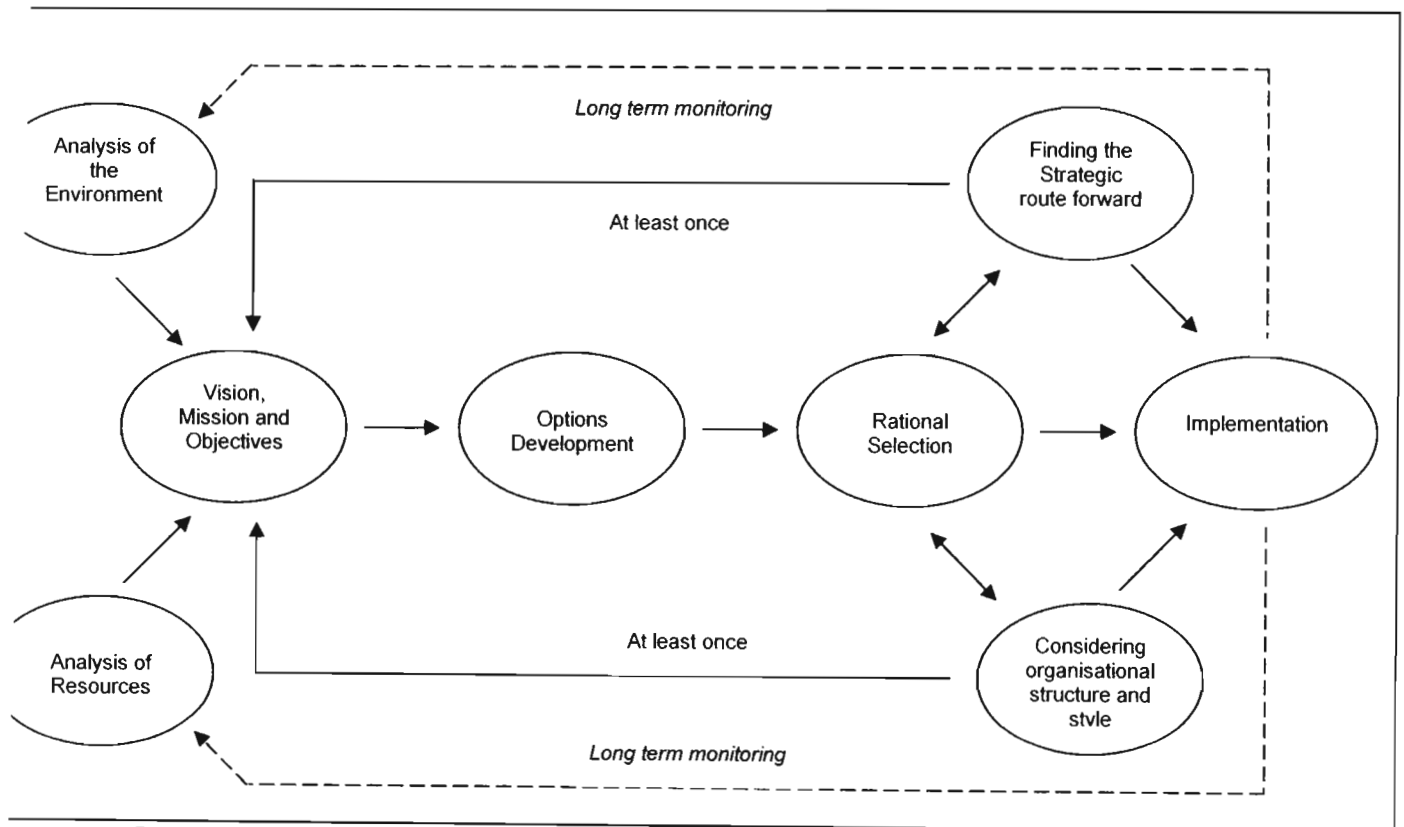 Long term monitoring
Analysis of
the
Environment
Finding the
Strategic
route forward
At least once
Vision,
Mission and
Objectives
Options
Development
Rational
Selection
Implementation
At least once
Analysis of
Resources
Considering
organisational
structure and
style
Long term monitoring